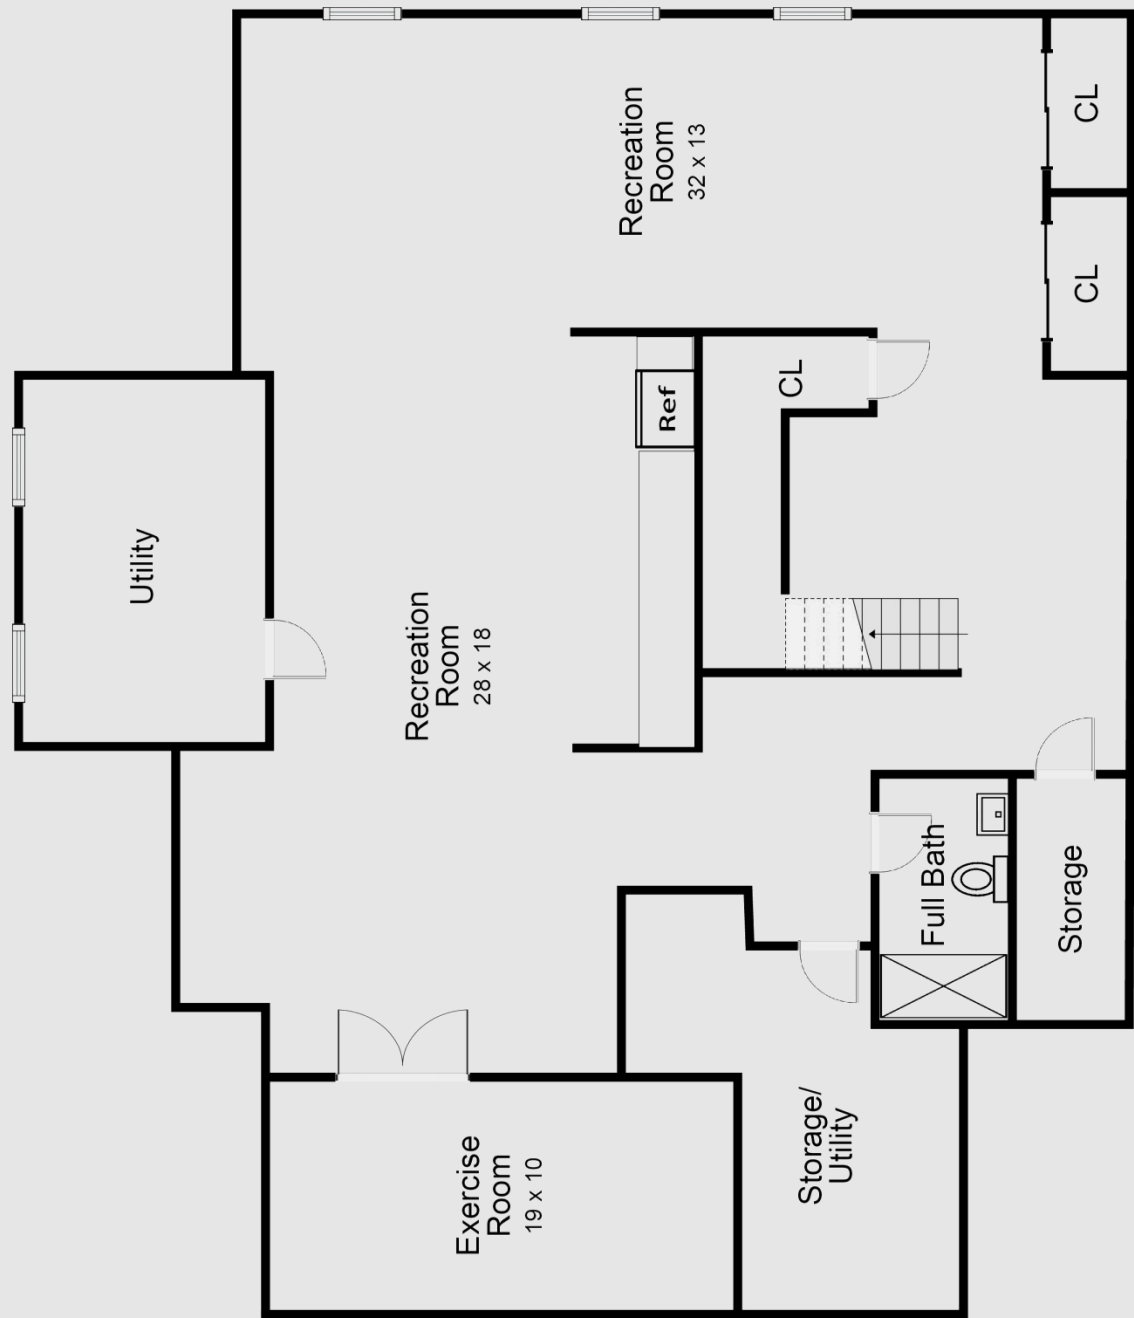 Utility
Recreation
Room
28 x 18
Recreation
Room
32 x 13
CL
CL
CL
Ref
Exercise
Room
19 x 10
Storage/
Utility
Full Bath
Storage